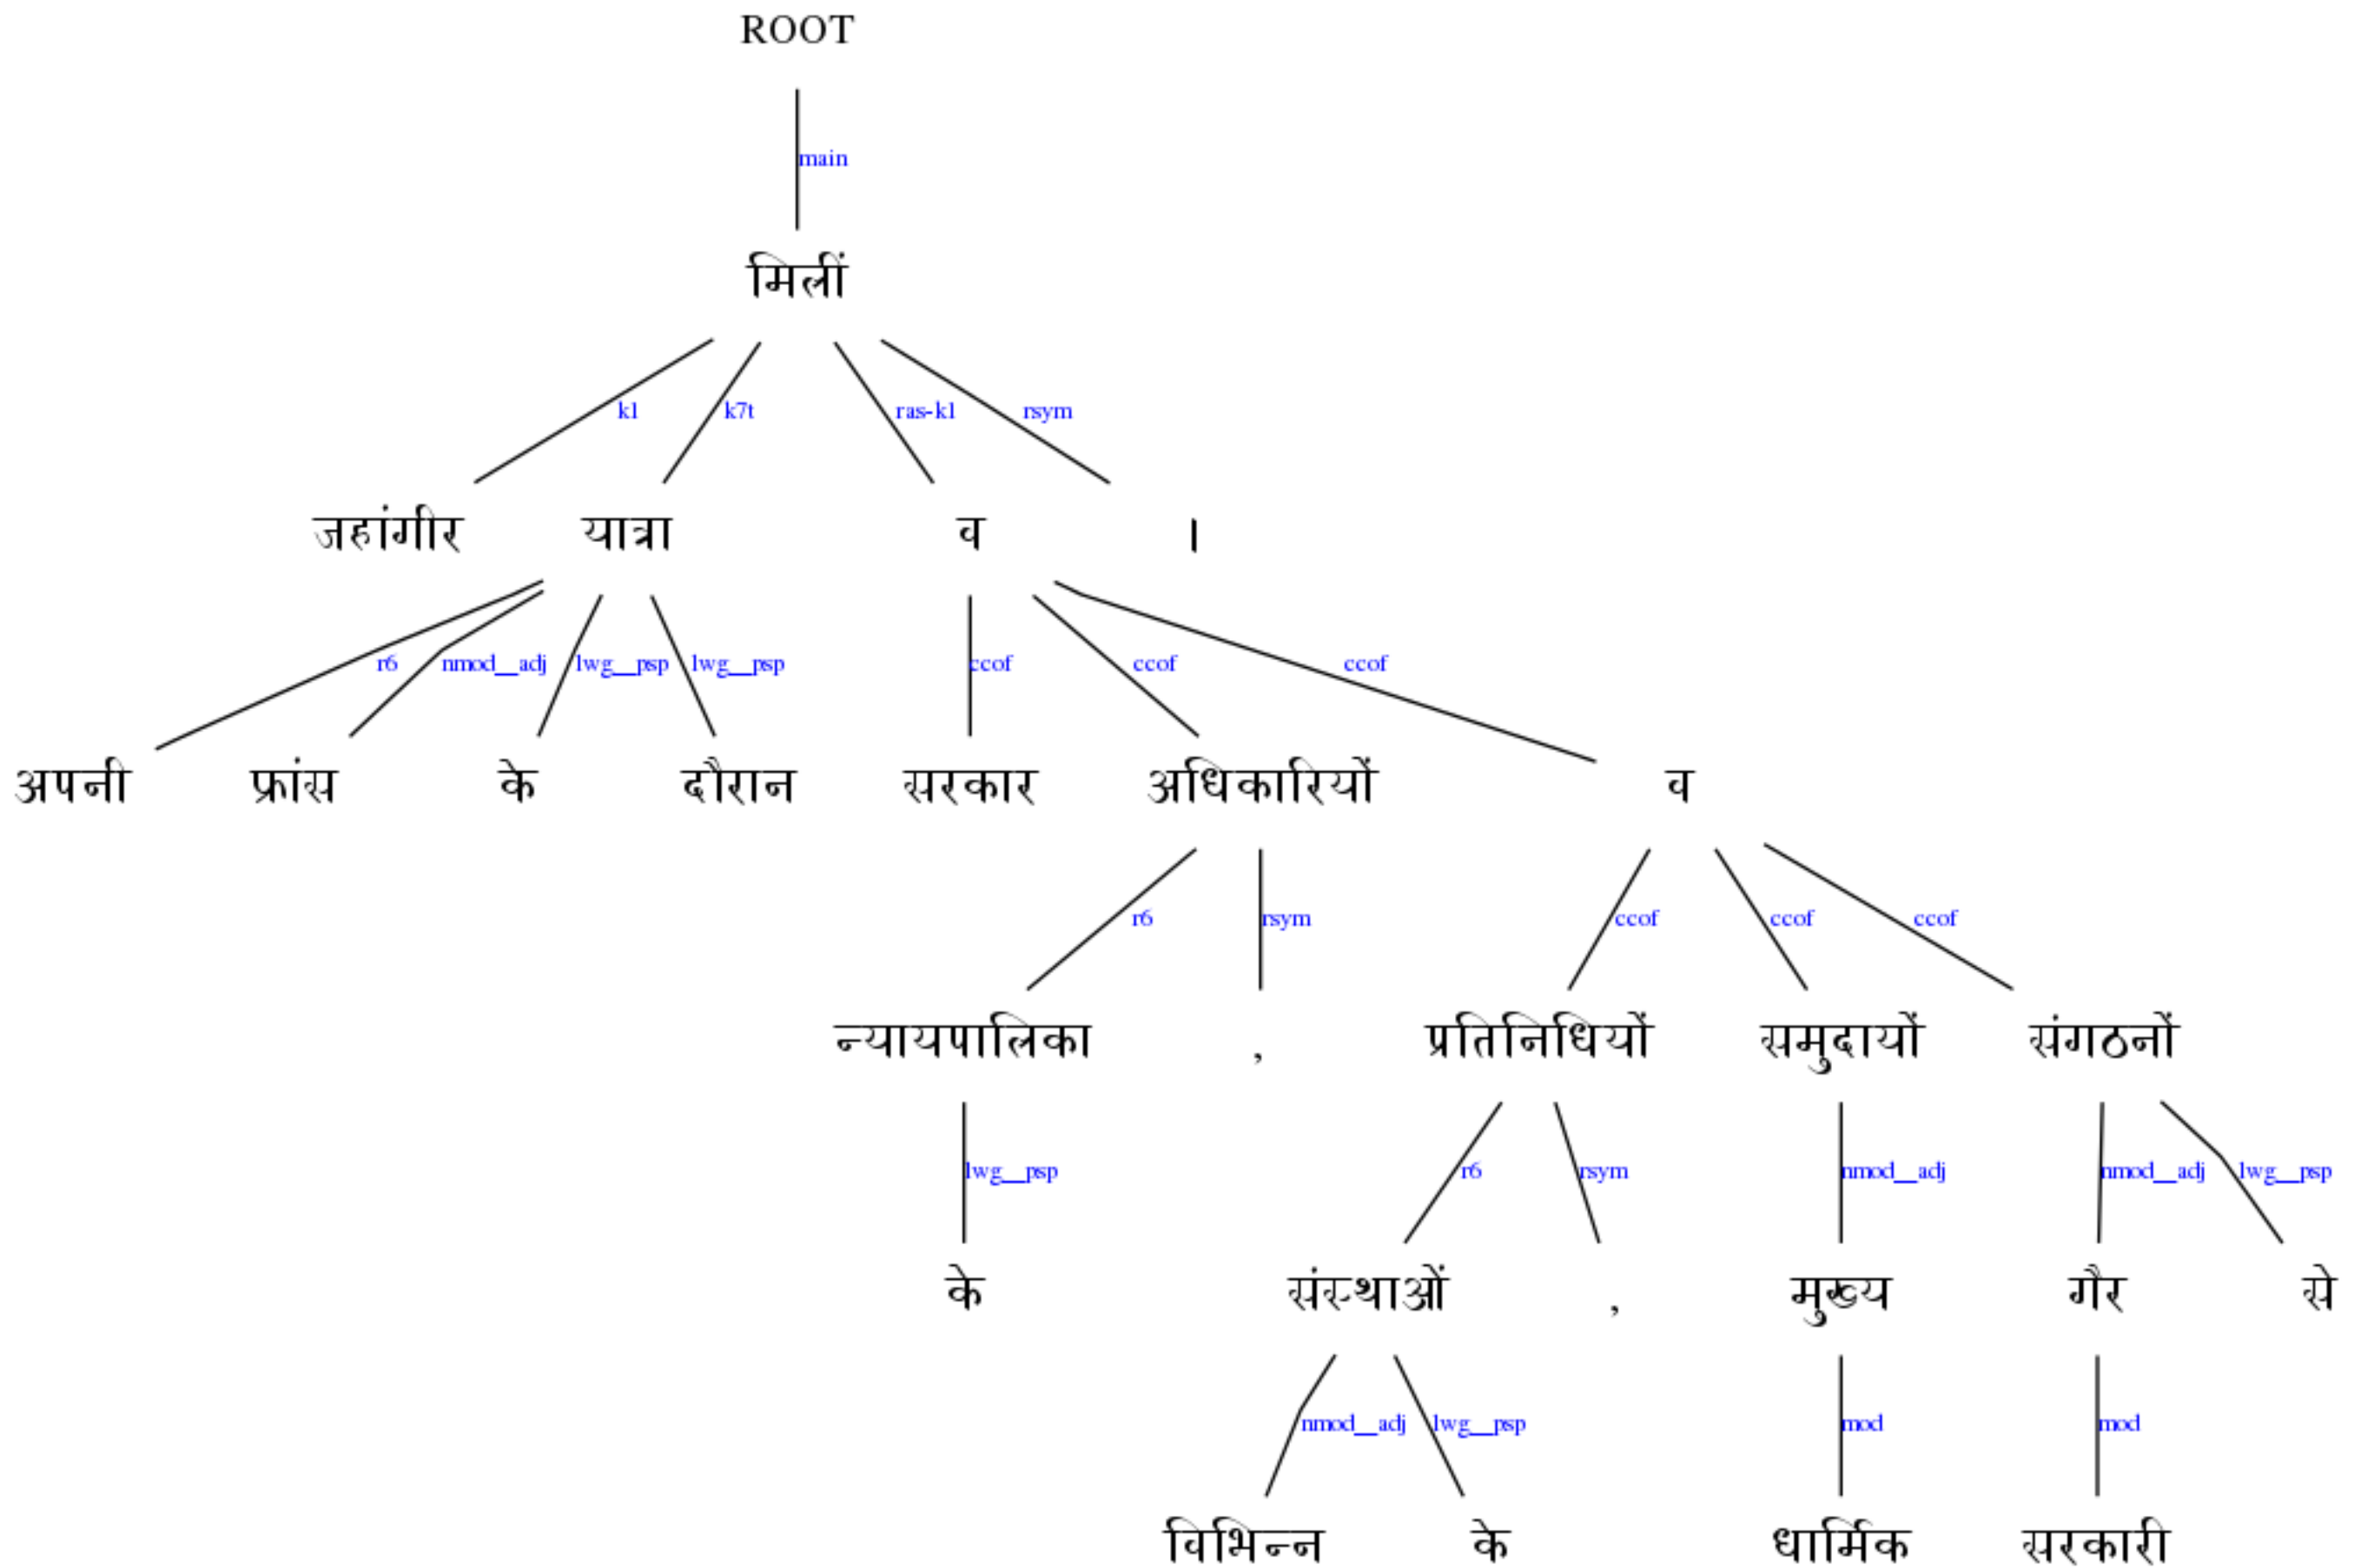 ROOT
main
मिलीं
k1 k7t ras-k1 rsym
जहांगीर यात्रा व ।
r6 nmod__adj lwg__psp lwg__psp ccof ccof ccof
अपनी फ्रांस के दौरान सरकार अधिकारियों व
r6 rsym ccof ccof ccof
न्यायपालिका , प्रतिनिधियों समुदायों संगठनों
lwg__psp r6 rsym nmod__adj nmod__adj lwg__psp
के संस्थाओं , मुख्य गैर से
nmod__adj lwg__psp mod mod
विभिन्न के धार्मिक सरकारी